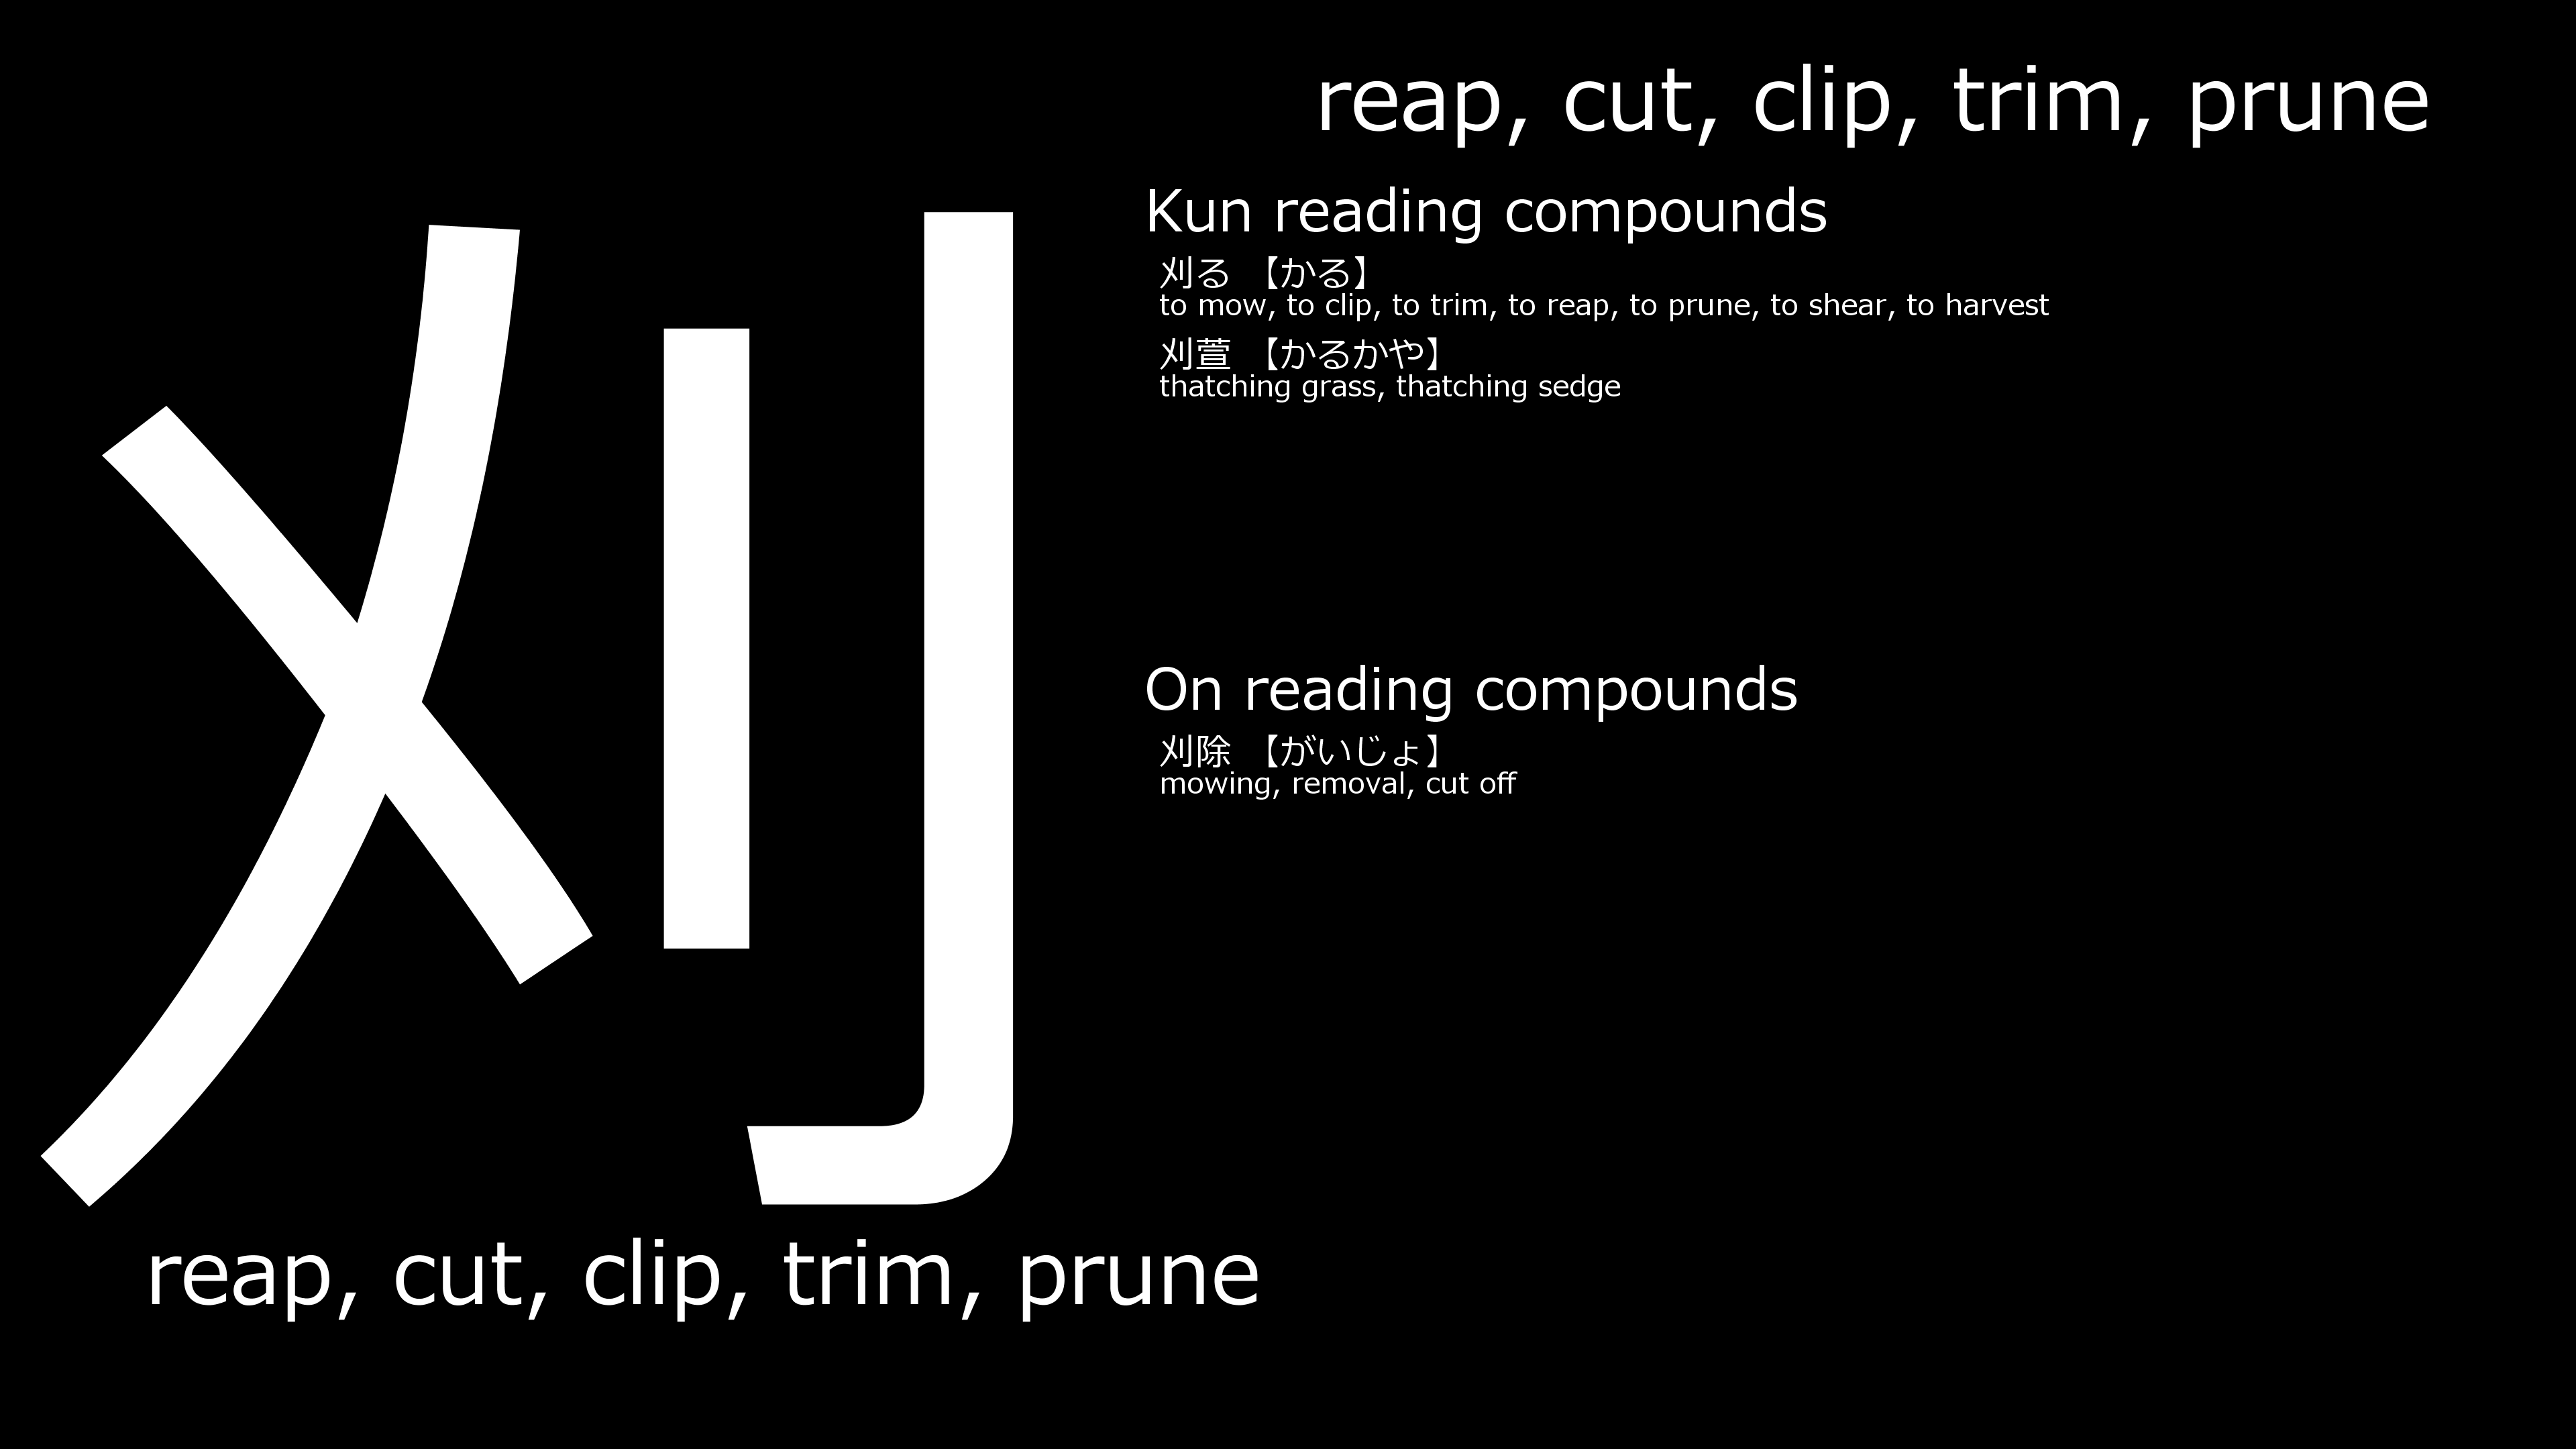 刈
reap, cut, clip, trim, prune
reap, cut, clip, trim, prune
Kun reading compounds
刈る 【かる】
to mow, to clip, to trim, to reap, to prune, to shear, to harvest
刈萱 【かるかや】
thatching grass, thatching sedge
On reading compounds
刈除 【がいじょ】
mowing, removal, cut off